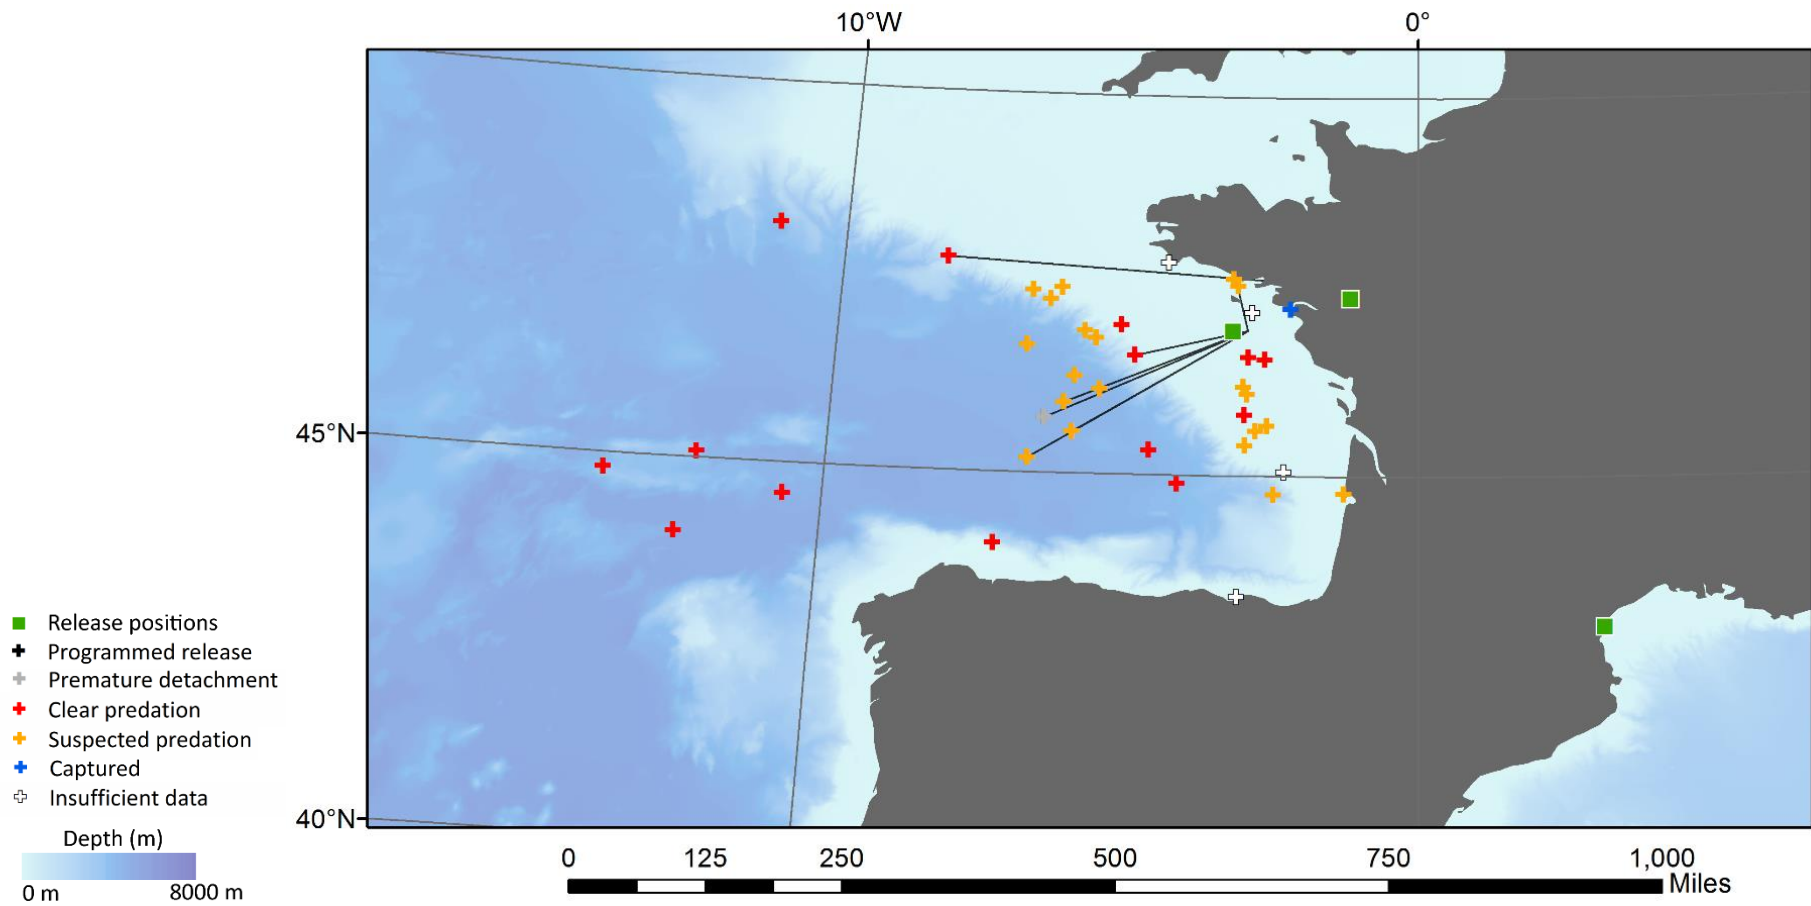 10°W 0°
45°N
40°N
Release positions
Programmed release
Premature detachment
Clear predation
Suspected predation
Captured
Insufficient data
Depth (m)
0 m 8000 m
0 125 250 500 750 1,000
Miles